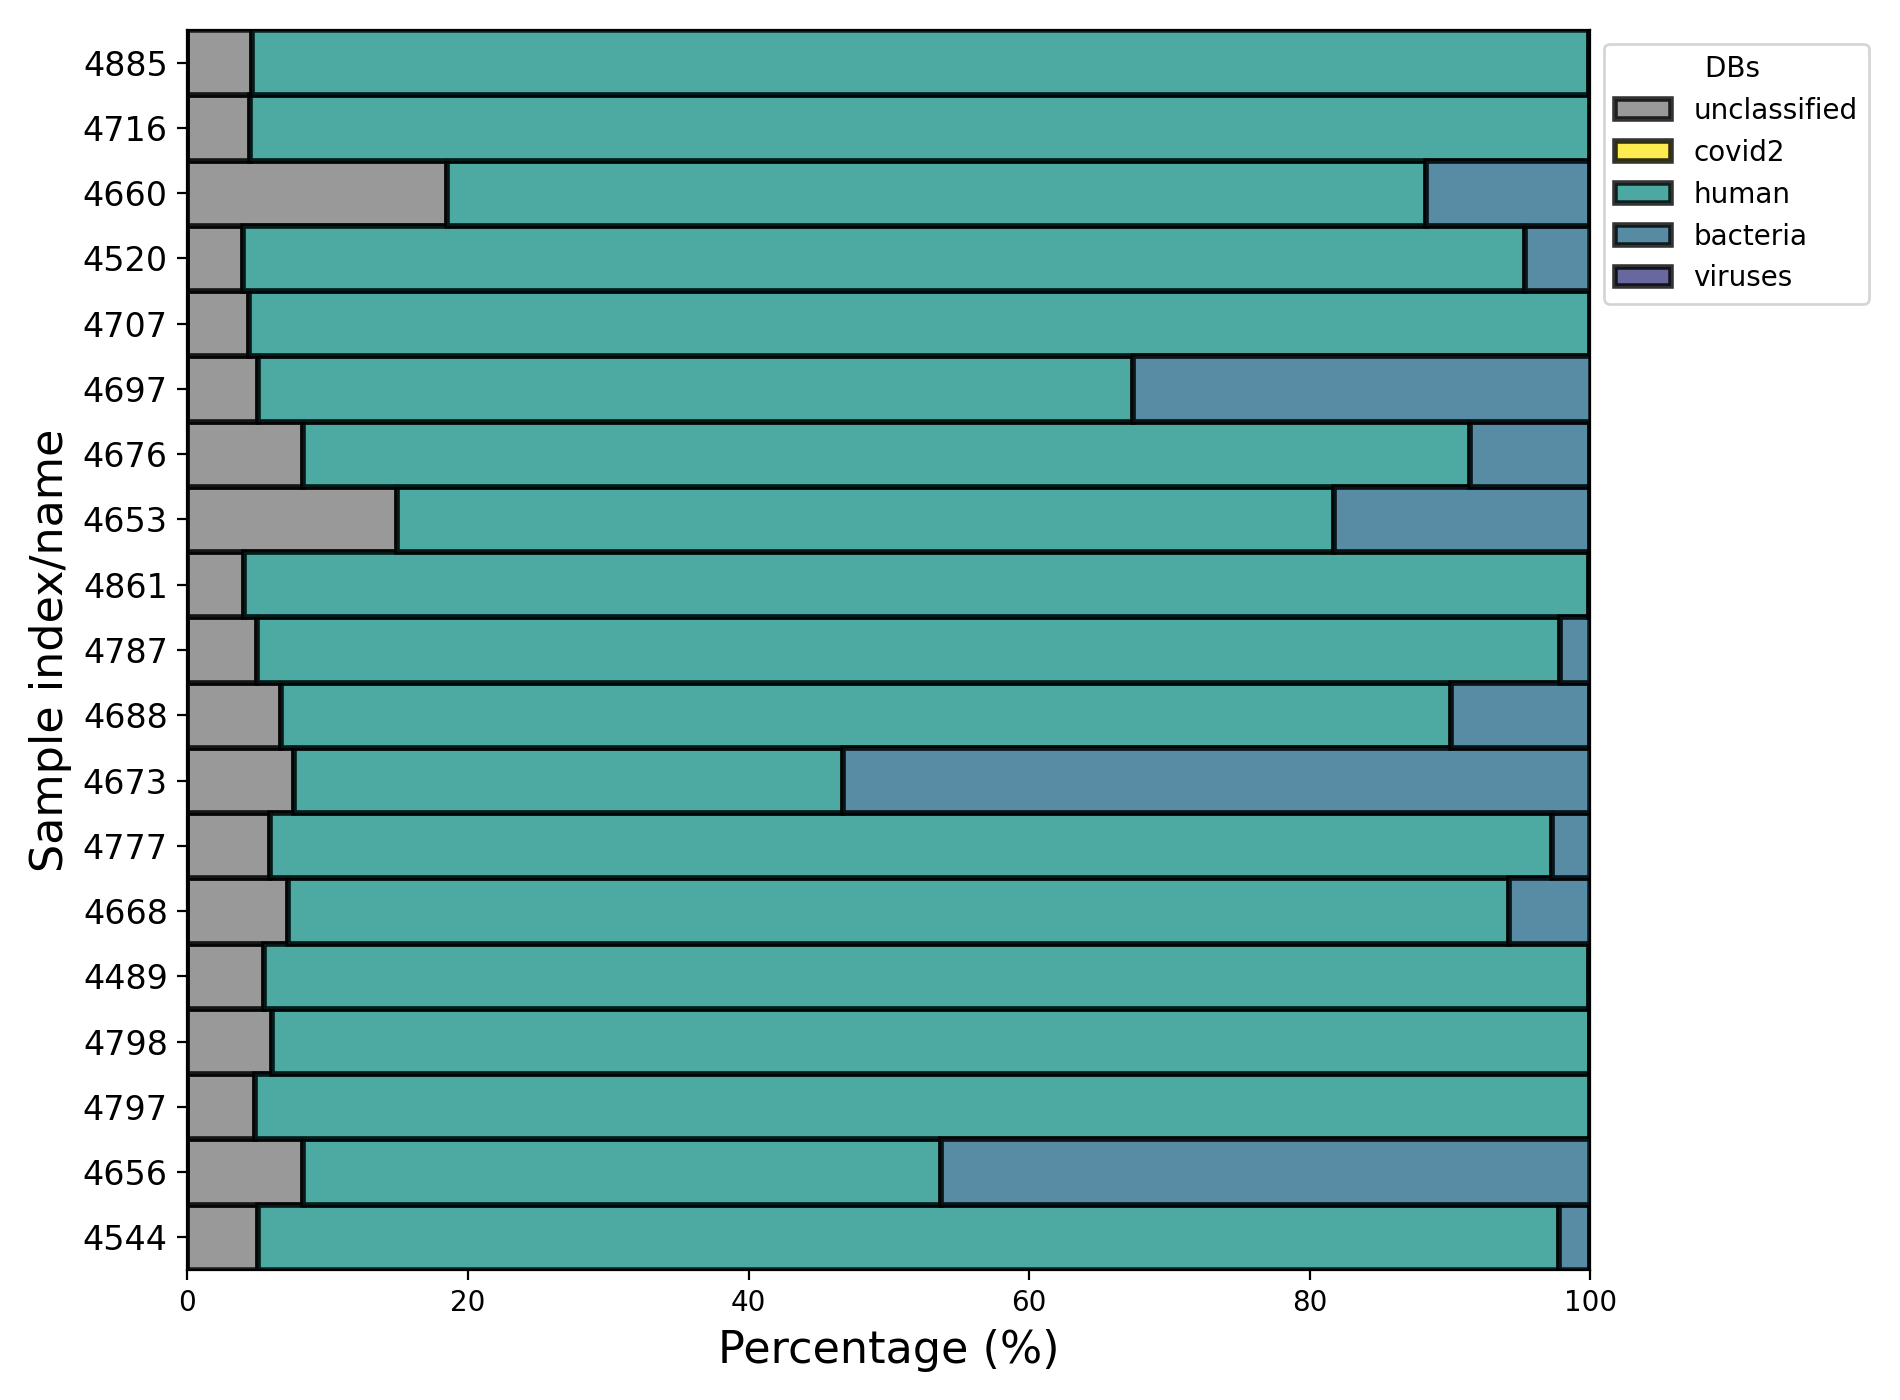 4885
4716
4660
4520
4707
4697
4676
4653
4861
4787
4688
4673
4777
4668
4489
4798
4797
4656
4544
Sample index/name
0 20 40 60 80 100
Percentage (%)
DBs
unclassified
covid2
human
bacteria
viruses